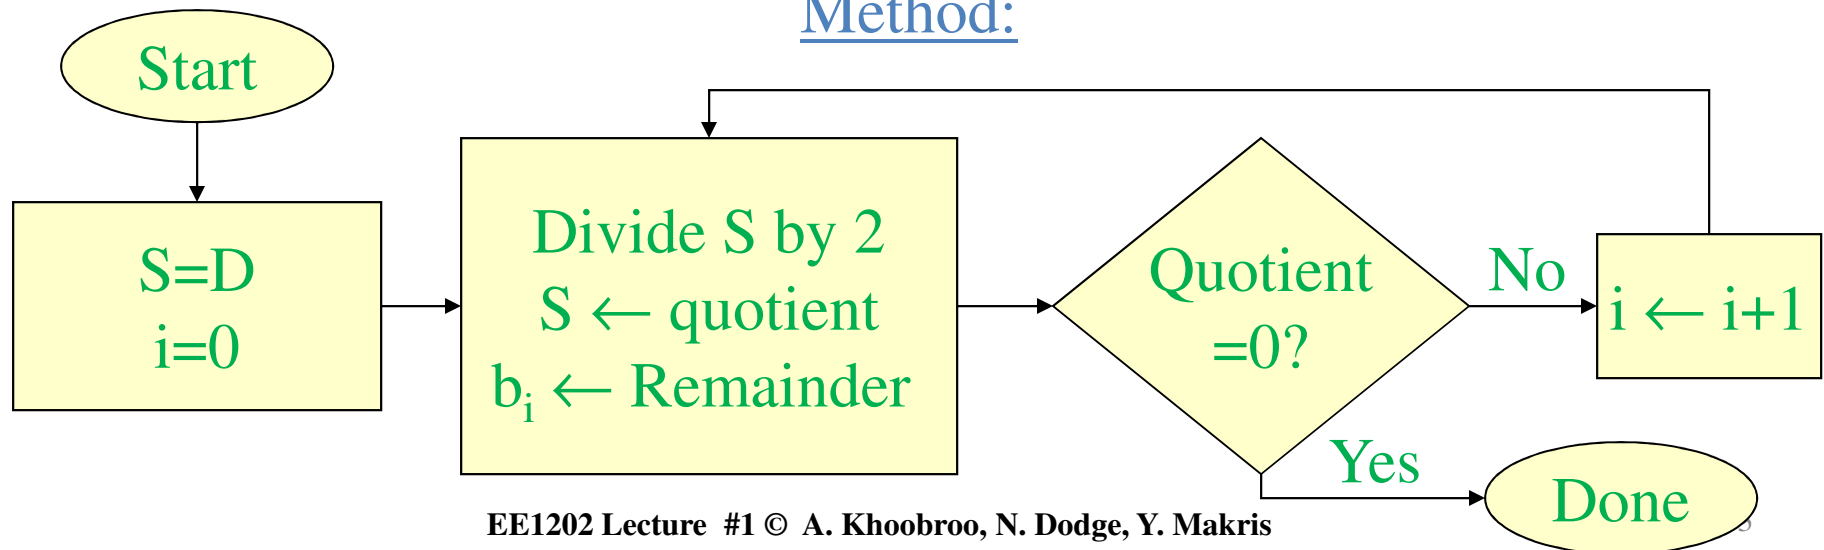 Method:
Start
S=D
i=0
Divide S by 2
S ← quotient
bᵢ ← Remainder
Quotient
=0?
No
i ← i+1
Yes
Done
EE1202 Lecture #1 © A. Khoobroo, N. Dodge, Y. Makris